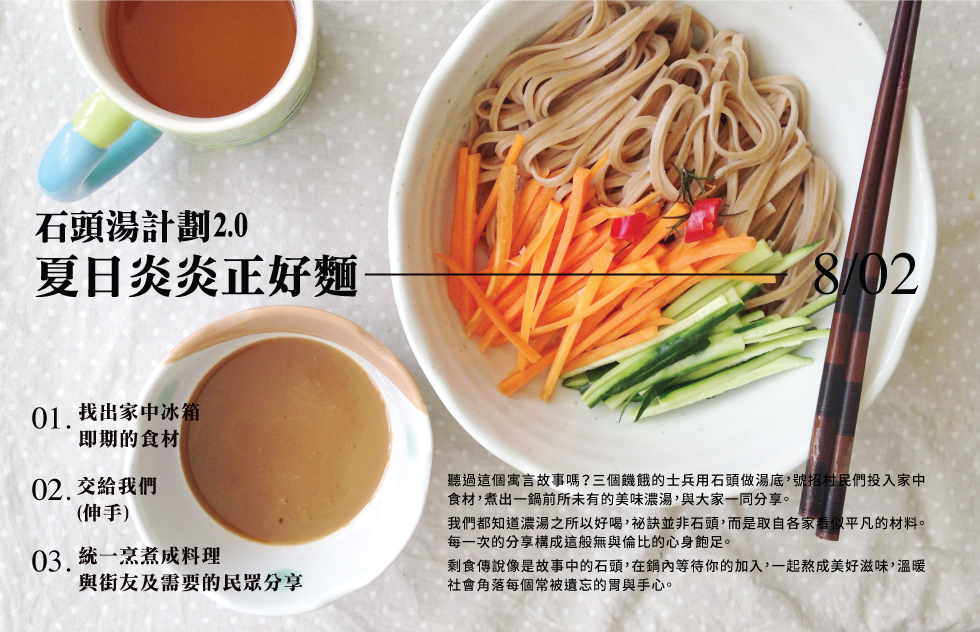 石頭湯計劃2.0
夏日炎炎正好麵
8/02
01. 找出家中冰箱
即期的食材
02. 交給我們
(伸手)
03. 統一烹煮成料理
與街友及需要的民眾分享
聽過這個寓言故事嗎？三個饑餓的士兵用石頭做湯底，號招村民們投入家中
食材，煮出一鍋前所未有的美味濃湯，與大家一同分享。
我們都知道濃湯之所以好喝，祕訣並非石頭，而是取自各家看似平凡的材料。
每一次的分享構成這般無與倫比的心身飽足。
剩食傳說像是故事中的石頭，在鍋內等待你的加入，一起熬成美好滋味，溫暖
社會角落每個常被遺忘的胃與手心。